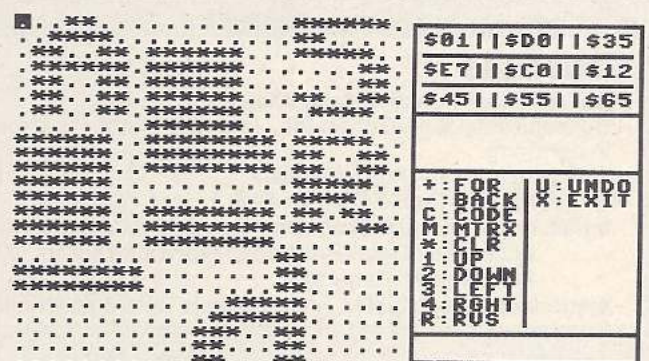 $01||$D0||$35
$E7||$C0||$12
$45||$55||$65
+:FOR U:UNDO
-:BACK X:EXIT
C:CODE
M:MTRX
*:CLR
1:UP
2:DOWN
3:LEFT
4:RGHT
R:RVS